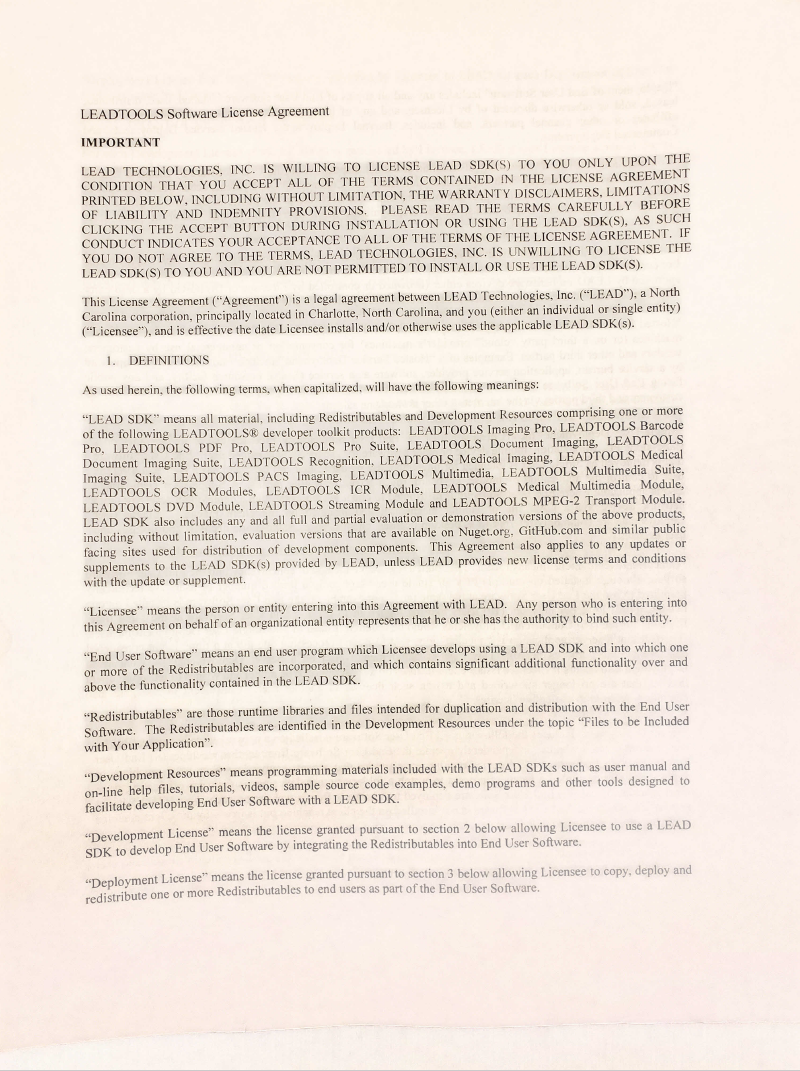 LEADTOOLS Software License Agreement
IMPORTANT
LEAD TECHNOLOGIES, INC. IS WILLING TO LICENSE LEAD SDK(S) TO YOU ONLY UPON THE
CONDITION THAT YOU ACCEPT ALL OF THE TERMS CONTAINED IN THE LICENSE AGREEMENT
PRINTED BELOW, INCLUDING WITHOUT LIMITATION, THE WARRANTY DISCLAIMERS, LIMITATIONS
OF LIABILITY AND INDEMNITY PROVISIONS. PLEASE READ THE TERMS CAREFULLY BEFORE
CLICKING THE ACCEPT BUTTON DURING INSTALLATION OR USING THE LEAD SDK(S), AS SUCH
CONDUCT INDICATES YOUR ACCEPTANCE TO ALL OF THE TERMS OF THE LICENSE AGREEMENT. IF
YOU DO NOT AGREE TO THE TERMS, LEAD TECHNOLOGIES, INC. IS UNWILLING TO LICENSE THE
LEAD SDK(S) TO YOU AND YOU ARE NOT PERMITTED TO INSTALL OR USE THE LEAD SDK(S).
This License Agreement (“Agreement”) is a legal agreement between LEAD Technologies, Inc. (“LEAD”), a North
Carolina corporation, principally located in Charlotte, North Carolina, and you (either an individual or single entity)
(“Licensee”), and is effective the date Licensee installs and/or otherwise uses the applicable LEAD SDK(s).
1. DEFINITIONS
As used herein, the following terms, when capitalized, will have the following meanings:
“LEAD SDK” means all material, including Redistributables and Development Resources comprising one or more
of the following LEADTOOLS® developer toolkit products: LEADTOOLS Imaging Pro, LEADTOOLS Barcode
Pro, LEADTOOLS PDF Pro, LEADTOOLS Pro Suite, LEADTOOLS Document Imaging, LEADTOOLS
Document Imaging Suite, LEADTOOLS Recognition, LEADTOOLS Medical Imaging, LEADTOOLS Medical
Imaging Suite, LEADTOOLS PACS Imaging, LEADTOOLS Multimedia, LEADTOOLS Multimedia Suite,
LEADTOOLS OCR Modules, LEADTOOLS ICR Module, LEADTOOLS Medical Multimedia Module,
LEADTOOLS DVD Module, LEADTOOLS Streaming Module and LEADTOOLS MPEG-2 Transport Module.
LEAD SDK also includes any and all full and partial evaluation or demonstration versions of the above products,
including without limitation, evaluation versions that are available on Nuget.org, GitHub.com and similar public
facing sites used for distribution of development components. This Agreement also applies to any updates or
supplements to the LEAD SDK(s) provided by LEAD, unless LEAD provides new license terms and conditions
with the update or supplement.
“Licensee” means the person or entity entering into this Agreement with LEAD. Any person who is entering into
this Agreement on behalf of an organizational entity represents that he or she has the authority to bind such entity.
“End User Software” means an end user program which Licensee develops using a LEAD SDK and into which one
or more of the Redistributables are incorporated, and which contains significant additional functionality over and
above the functionality contained in the LEAD SDK.
“Redistributables” are those runtime libraries and files intended for duplication and distribution with the End User
Software. The Redistributables are identified in the Development Resources under the topic “Files to be Included
with Your Application”.
“Development Resources” means programming materials included with the LEAD SDKs such as user manual and
on-line help files, tutorials, videos, sample source code examples, demo programs and other tools designed to
facilitate developing End User Software with a LEAD SDK.
“Development License” means the license granted pursuant to section 2 below allowing Licensee to use a LEAD
SDK to develop End User Software by integrating the Redistributables into End User Software.
“Deployment License” means the license granted pursuant to section 3 below allowing Licensee to copy, deploy and
redistribute one or more Redistributables to end users as part of the End User Software.